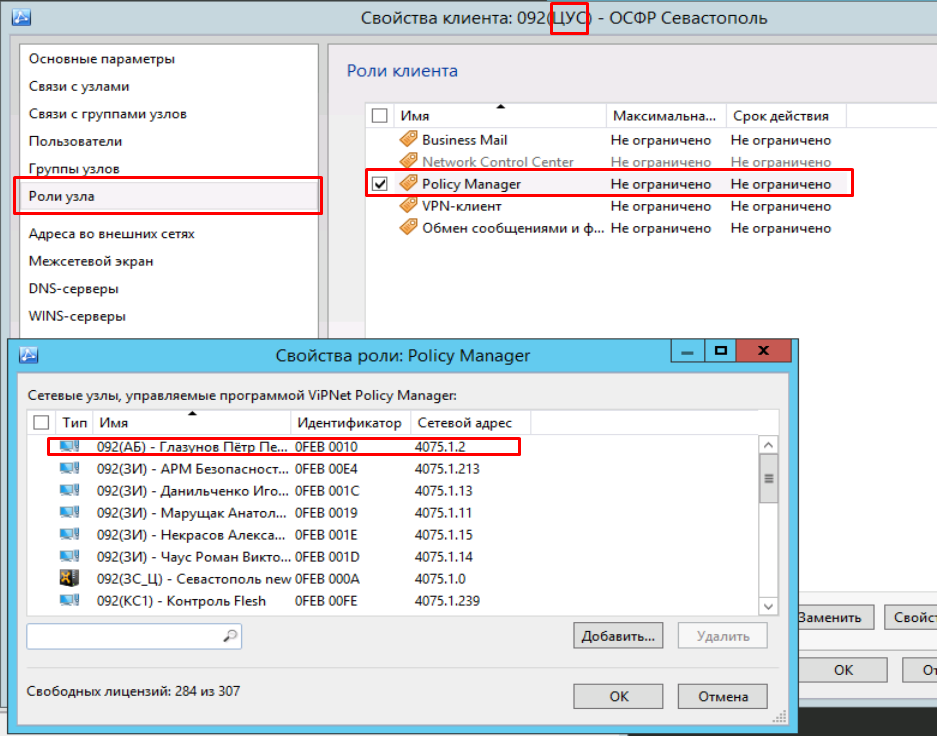 Свойства клиента: 092(ЦУС) - ОСФР Севастополь
Основные параметры
Связи с узлами
Связи с группами узлов
Пользователи
Группы узлов
Роли узла
Адреса во внешних сетях
Межсетевой экран
DNS-серверы
WINS-серверы
Роли клиента
Имя Максимальна... Срок действия
Business Mail Не ограничено Не ограничено
Network Control Center Не ограничено Не ограничено
Policy Manager Не ограничено Не ограничено
VPN-клиент Не ограничено Не ограничено
Обмен сообщениями и ф... Не ограничено Не ограничено
Свойства роли: Policy Manager
Сетевые узлы, управляемые программой ViPNet Policy Manager:
Тип Имя Идентификатор Сетевой адрес
092(АБ) - Глазунов Пётр Пе... 0FEB 0010 4075.1.2
092(ЗИ) - АРМ Безопасност... 0FEB 00E4 4075.1.213
092(ЗИ) - Данильченко Иго... 0FEB 001C 4075.1.13
092(ЗИ) - Марущак Анатол... 0FEB 0019 4075.1.11
092(ЗИ) - Некрасов Алекса... 0FEB 001E 4075.1.15
092(ЗИ) - Чаус Роман Викто... 0FEB 001D 4075.1.14
092(ЗС_Ц) - Севастополь new 0FEB 000A 4075.1.0
092(КС1) - Контроль Flesh 0FEB 00FE 4075.1.239
Добавить... Удалить
Свободных лицензий: 284 из 307
ОК Отмена
Заменить Свойст
ОК От